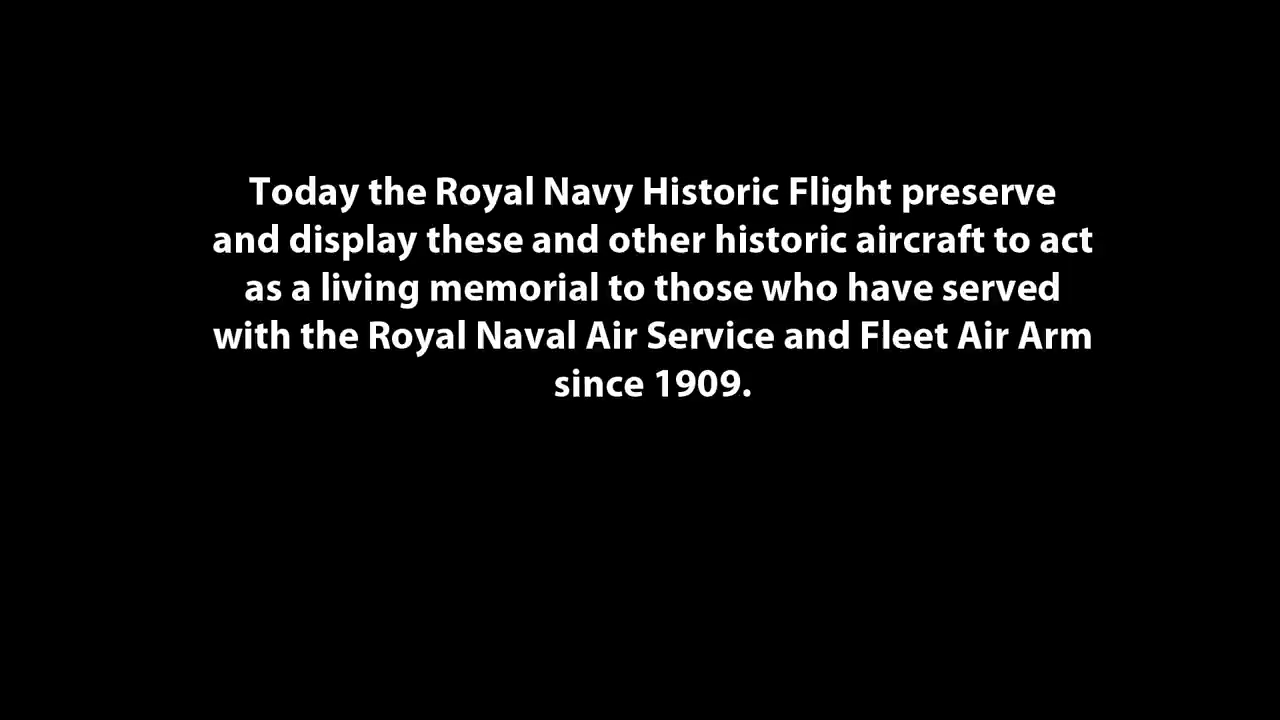 Today the Royal Navy Historic Flight preserve
and display these and other historic aircraft to act
as a living memorial to those who have served
with the Royal Naval Air Service and Fleet Air Arm
since 1909.